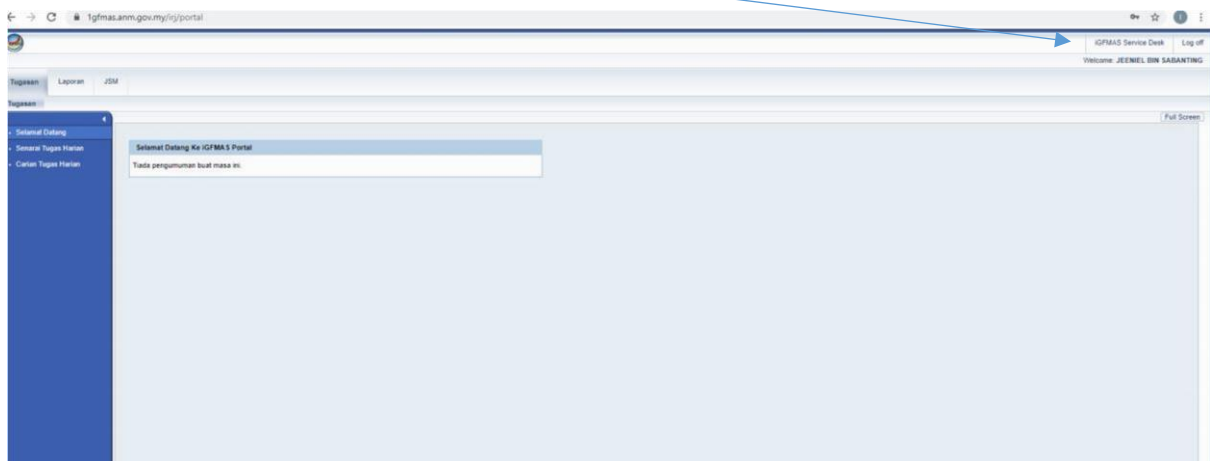 1gfmas.anm.gov.my/irj/portal
iGFMAS Service Desk Log off
Welcome: JEENIEL BIN SABANTING
Tugasan Laporan JSM
Tugasan
Full Screen
Selamat Datang
Senarai Tugas Harian
Carian Tugas Harian
Selamat Datang Ke iGFMAS Portal
Tiada pengumuman buat masa ini.